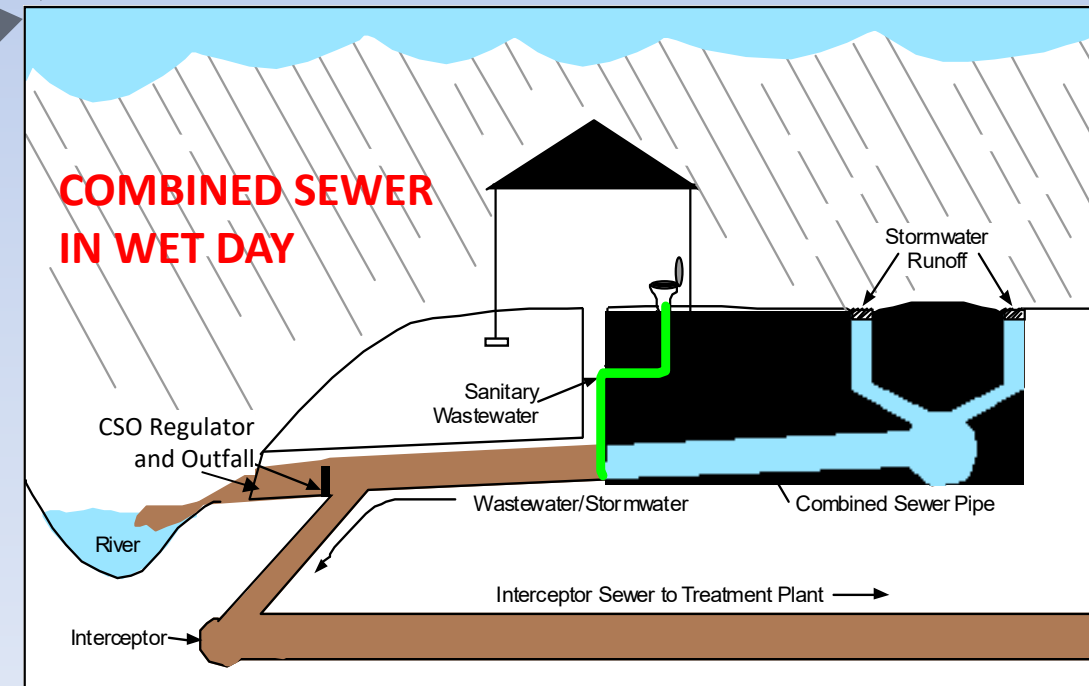 COMBINED SEWER
IN WET DAY
Stormwater
Runoff
Sanitary
Wastewater
CSO Regulator
and Outfall
Wastewater/Stormwater
Combined Sewer Pipe
River
Interceptor Sewer to Treatment Plant
Interceptor